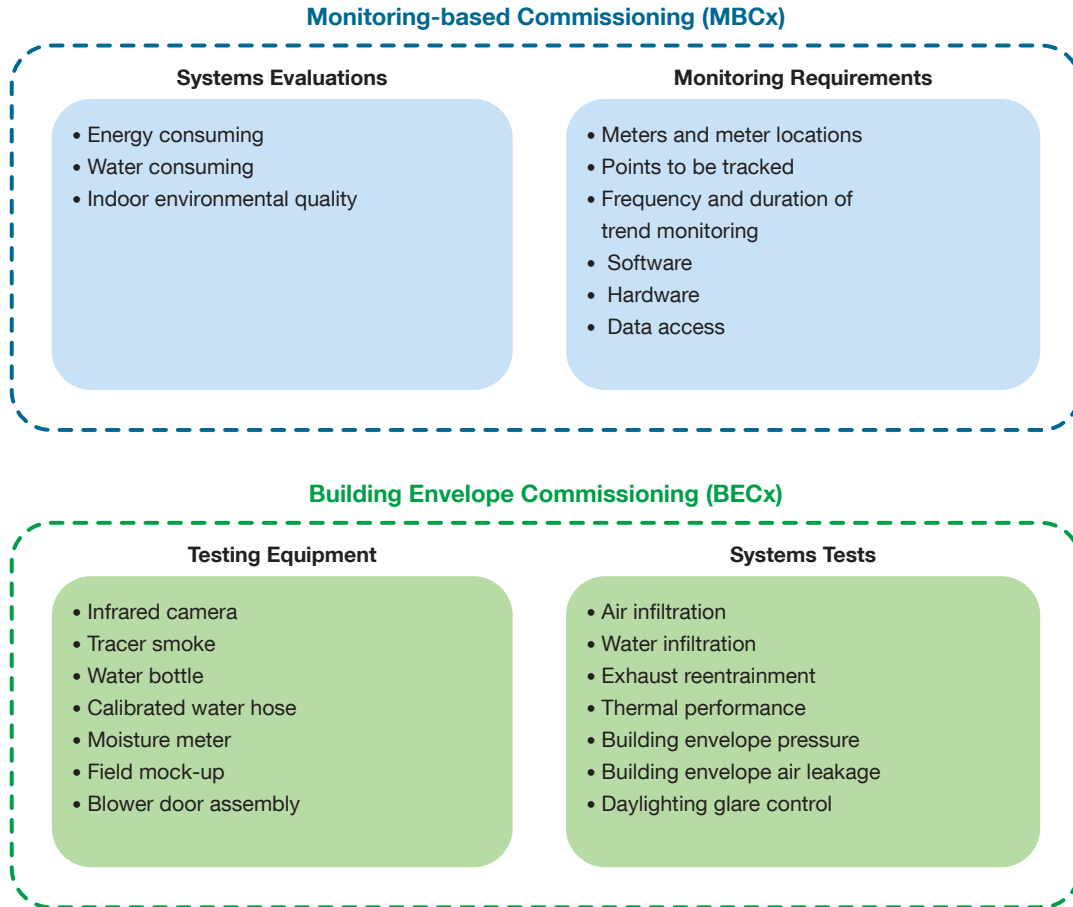 Monitoring-based Commissioning (MBCx)
Systems Evaluations
• Energy consuming
• Water consuming
• Indoor environmental quality
Monitoring Requirements
• Meters and meter locations
• Points to be tracked
• Frequency and duration of
trend monitoring
• Software
• Hardware
• Data access
Building Envelope Commissioning (BECx)
Testing Equipment
• Infrared camera
• Tracer smoke
• Water bottle
• Calibrated water hose
• Moisture meter
• Field mock-up
• Blower door assembly
Systems Tests
• Air infiltration
• Water infiltration
• Exhaust reentrainment
• Thermal performance
• Building envelope pressure
• Building envelope air leakage
• Daylighting glare control